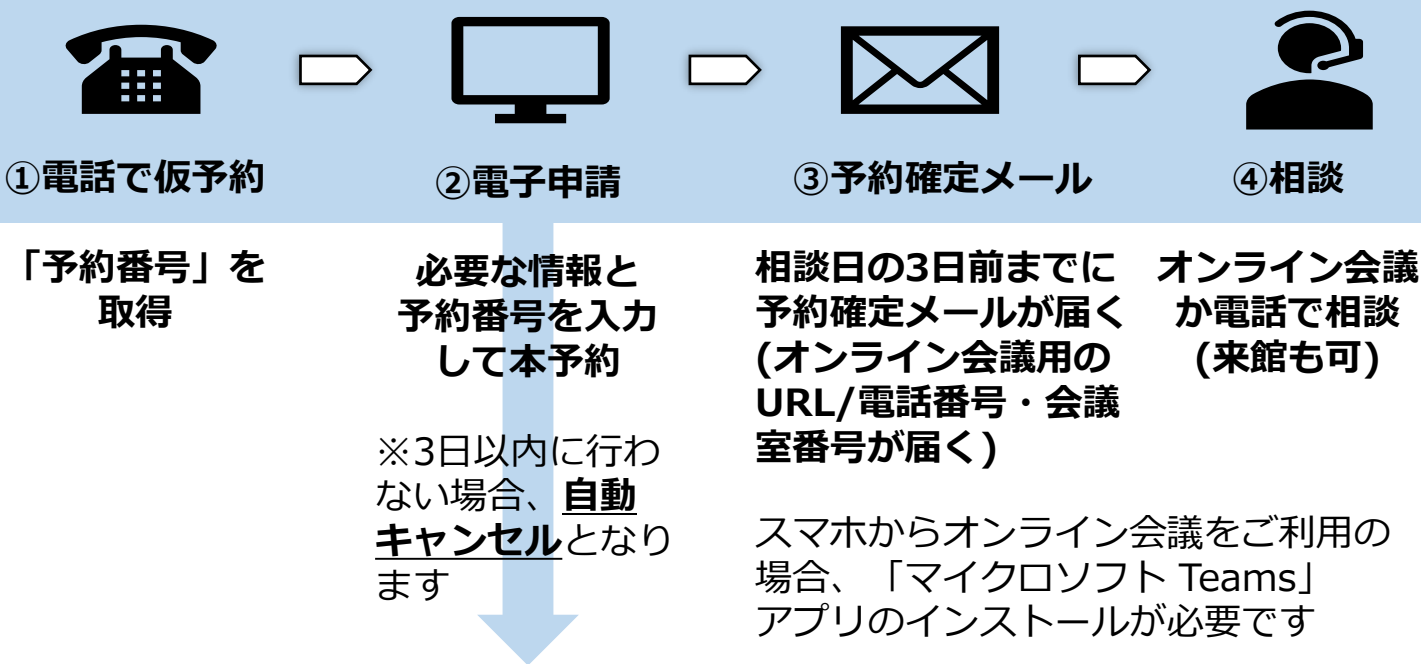 ①電話で仮予約
②電子申請
③予約確定メール
④相談
「予約番号」を
取得
必要な情報と
予約番号を入力
して本予約
※3日以内に行わ
ない場合、自動
キャンセルとなり
ます
相談日の3日前までに
予約確定メールが届く
(オンライン会議用の
URL/電話番号・会議
室番号が届く)
オンライン会議
か電話で相談
(来館も可)
スマホからオンライン会議をご利用の
場合、「マイクロソフト Teams」
アプリのインストールが必要です